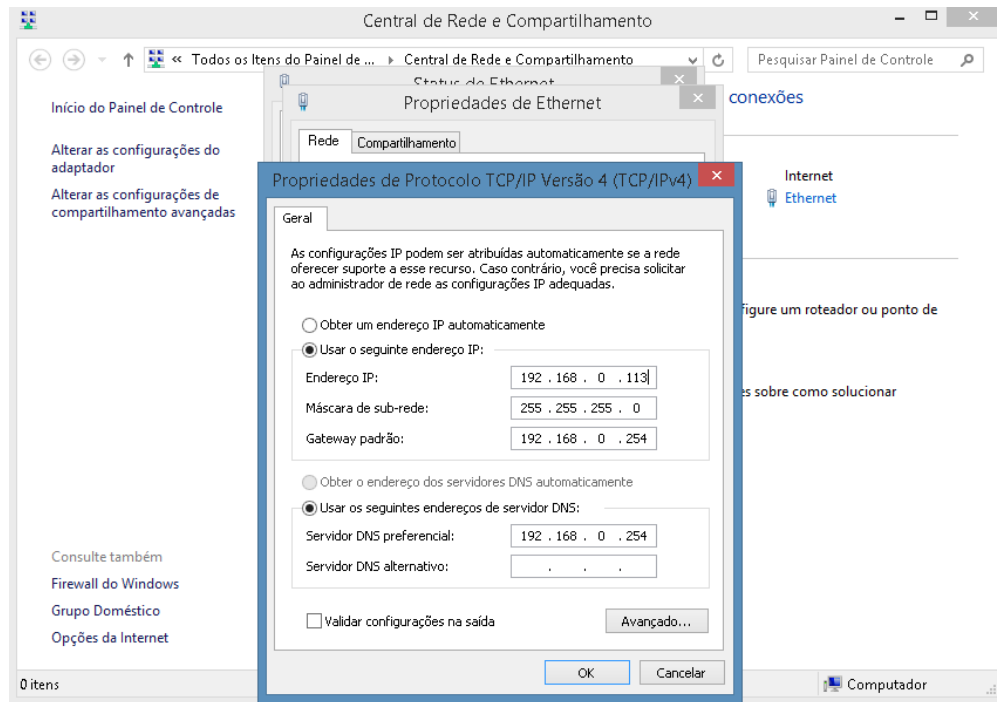 Central de Rede e Compartilhamento
« Todos os Itens do Painel de ... Central de Rede e Compartilhamento
Pesquisar Painel de Controle
Início do Painel de Controle
Alterar as configurações do
adaptador
Alterar as configurações de
compartilhamento avançadas
Consulte também
Firewall do Windows
Grupo Doméstico
Opções da Internet
0 itens
Computador
conexões
Internet
Ethernet
figure um roteador ou ponto de
es sobre como solucionar
Status de Ethernet
Propriedades de Ethernet
Rede
Compartilhamento
Propriedades de Protocolo TCP/IP Versão 4 (TCP/IPv4)
Geral
As configurações IP podem ser atribuídas automaticamente se a rede
oferecer suporte a esse recurso. Caso contrário, você precisa solicitar
ao administrador de rede as configurações IP adequadas.
Obter um endereço IP automaticamente
Usar o seguinte endereço IP:
Endereço IP: 192 . 168 . 0 . 113
Máscara de sub-rede: 255 . 255 . 255 . 0
Gateway padrão: 192 . 168 . 0 . 254
Obter o endereço dos servidores DNS automaticamente
Usar os seguintes endereços de servidor DNS:
Servidor DNS preferencial: 192 . 168 . 0 . 254
Servidor DNS alternativo: . . .
Validar configurações na saída
Avançado...
OK
Cancelar